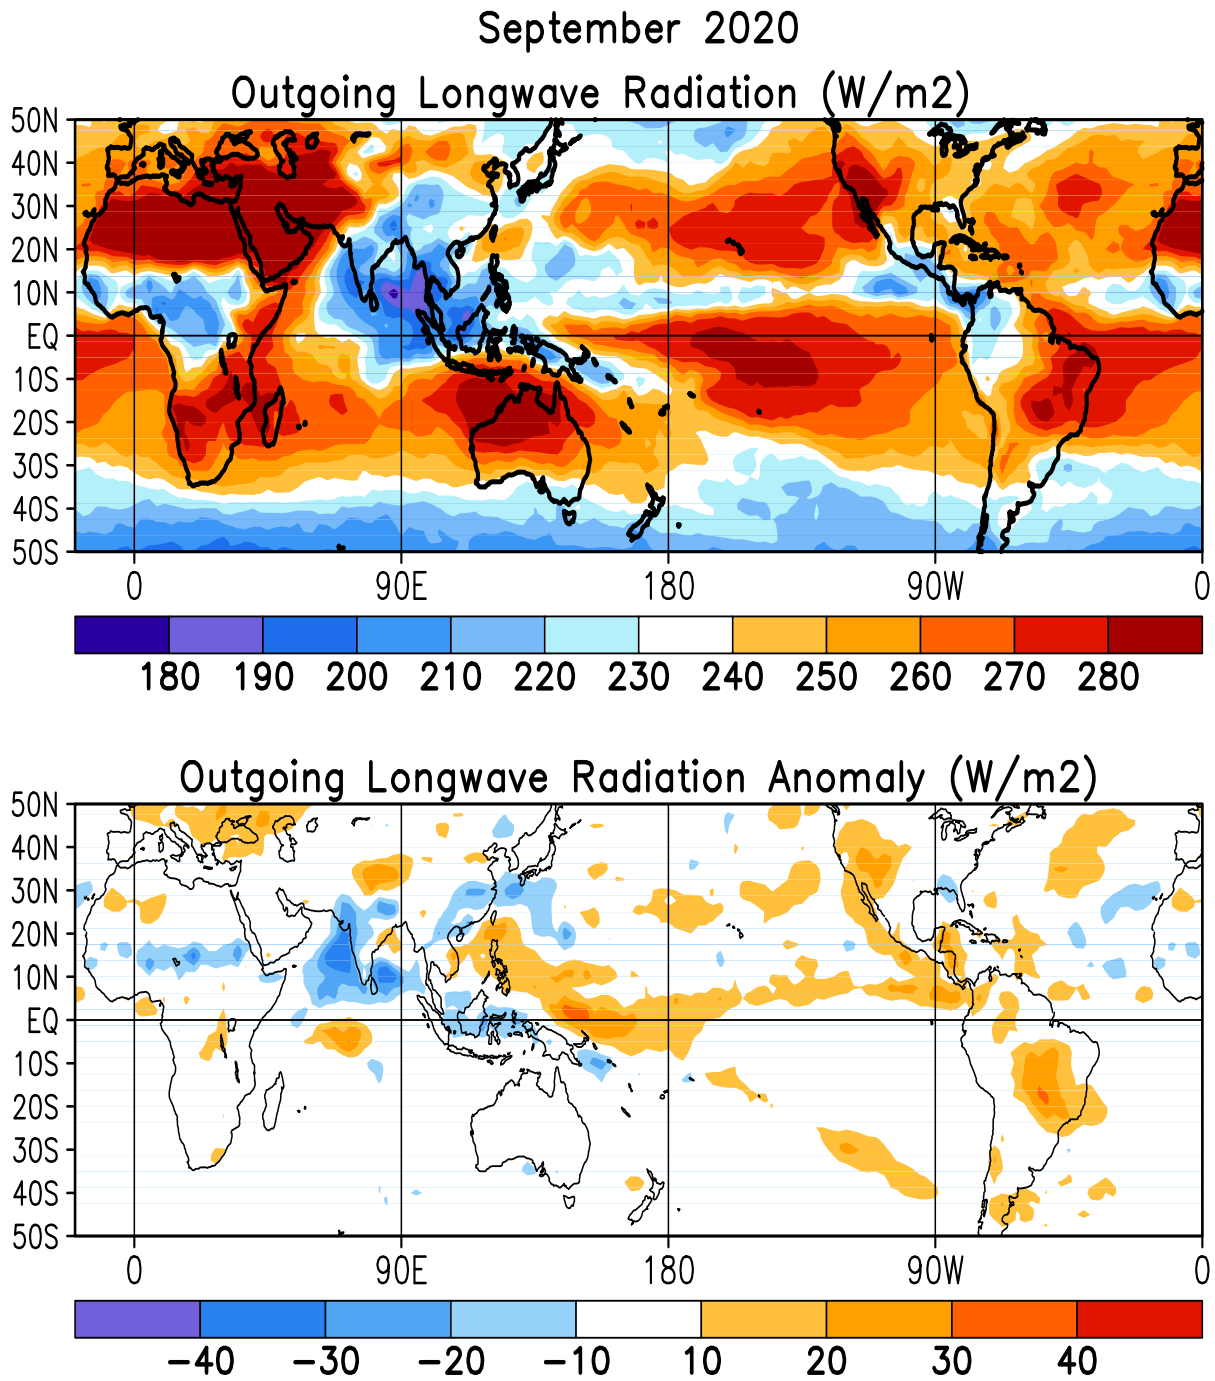 September 2020
Outgoing Longwave Radiation (W/m2)
50N
40N
30N
20N
10N
EQ
10S
20S
30S
40S
50S
0 90E 180 90W 0
180 190 200 210 220 230 240 250 260 270 280
Outgoing Longwave Radiation Anomaly (W/m2)
50N
40N
30N
20N
10N
EQ
10S
20S
30S
40S
50S
0 90E 180 90W 0
-40 -30 -20 -10 10 20 30 40